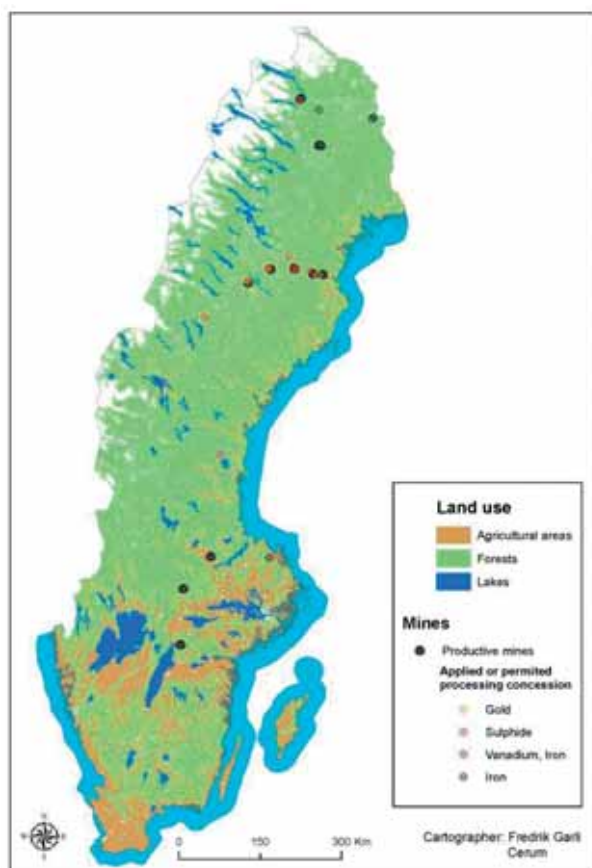 Land use
Agricultural areas
Forests
Lakes
Mines
Productive mines
Applied or permited
processing concession
Gold
Sulphide
Vanadium, Iron
Iron
N
0 150 300 Km
Cartographer: Fredrik Garli
Cerum